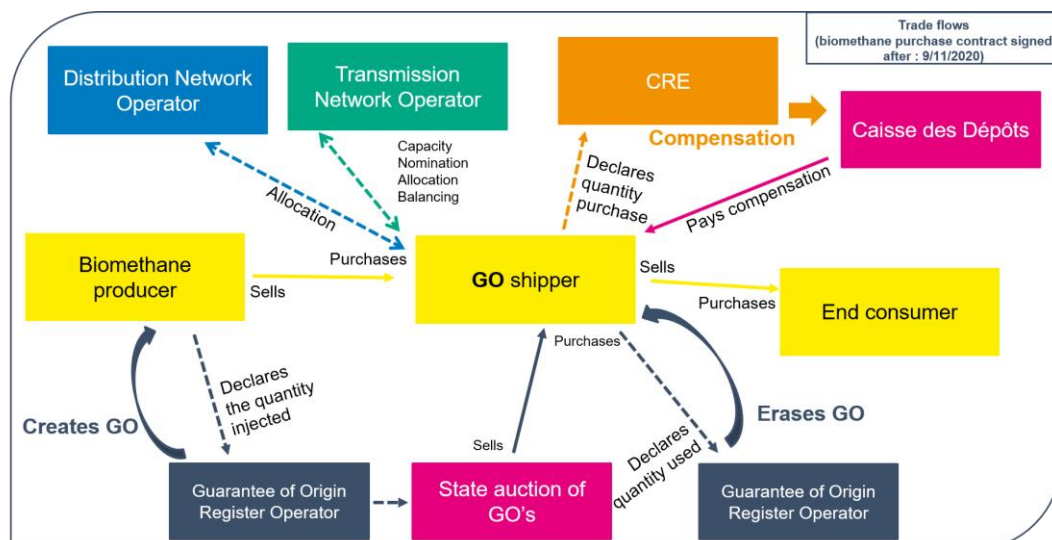 Trade flows
(biomethane purchase contract signed
after : 9/11/2020)
Distribution Network
Operator
Transmission
Network Operator
CRE
Compensation
Caisse des Dépôts
Capacity
Nomination
Allocation
Balancing
Allocation
Declares
quantity
purchase
Pays compensation
Biomethane
producer
Purchases
Sells
GO shipper
Sells
Purchases
End consumer
Purchases
Declares
the quantity
injected
Creates GO
Sells
Declares
quantity used
Erases GO
Guarantee of Origin
Register Operator
State auction of
GO's
Guarantee of Origin
Register Operator